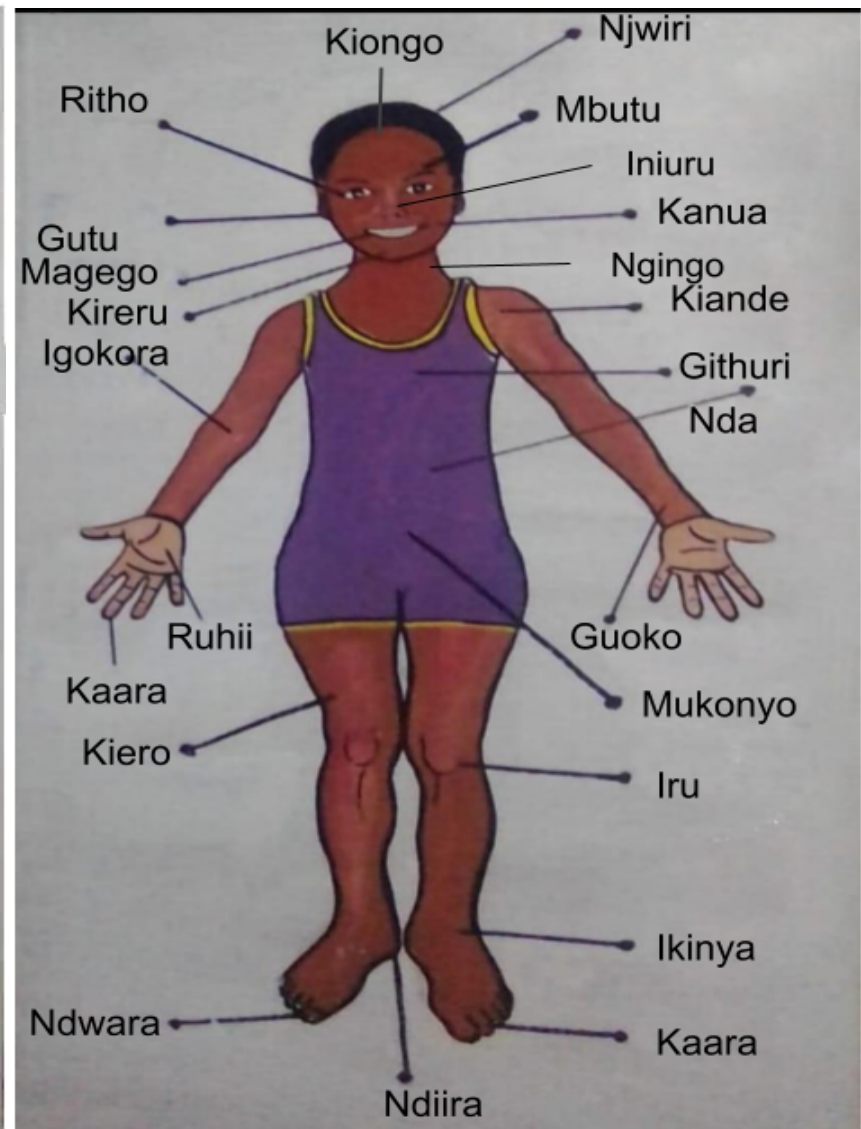 Kiongo
Njwiri
Ritho
Mbutu
Iniuru
Kanua
Gutu
Magego
Ngingo
Kireru
Kiande
Igokora
Githuri
Nda
Ruhii
Guoko
Kaara
Mukonyo
Kiero
Iru
Ikinya
Ndwara
Kaara
Ndiira